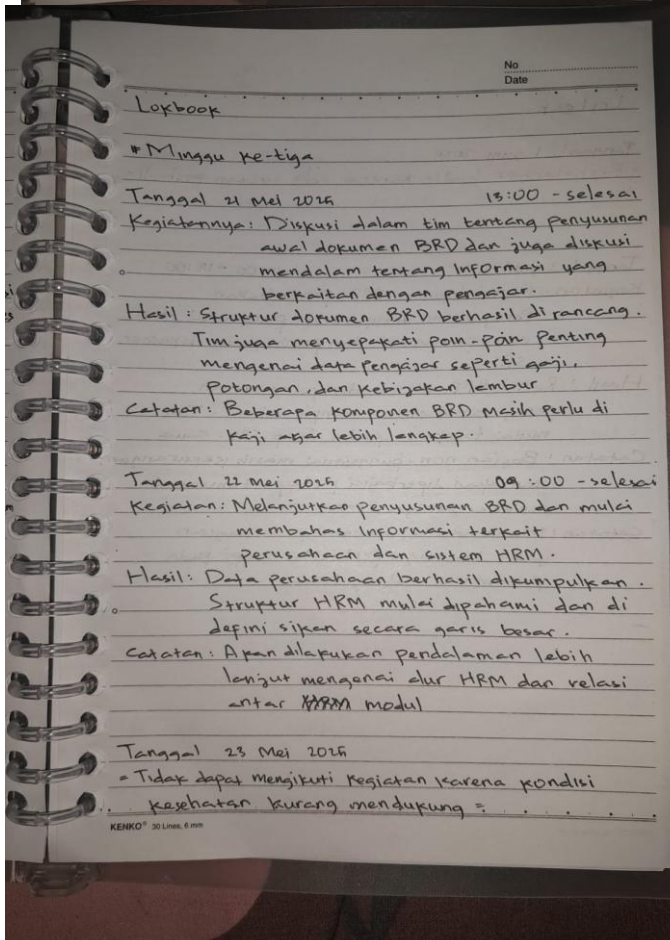 No
Date
Lokbook
* Minggu ke-tiga
Tanggal 21 Mei 2025 13:00 - selesai
Kegiatannya: Diskusi dalam tim tentang penyusunan
awal dokumen BRD dan juga diskusi
mendalam tentang Informasi yang
berkaitan dengan pengajar.
Hasil: Struktur dokumen BRD berhasil dirancang.
Tim juga menyepakati poin-poin Penting
mengenai data pengajar seperti gaji,
potongan, dan Kebijakan lembur
Catatan: Beberapa Komponen BRD Masih perlu di
kaji agar lebih lengkap.
Tanggal 22 Mei 2025 09:00 - selesai
Kegiatan: Melanjutkan penyusunan BRD dan mulai
membahas Informasi terkait
perusahaan dan sistem HRM.
Hasil: Data perusahaan berhasil dikumpulkan.
Struktur HRM mulai dipahami dan di
definisikan secara garis besar.
Catatan: Akan dilakukan pendalaman lebih
lanjut mengenai alur HRM dan relasi
antar modul
Tanggal 23 Mei 2025
= Tidak dapat mengikuti kegiatan karena kondisi
kesehatan kurang mendukung =
KENKO® 30 Lines, 6 mm